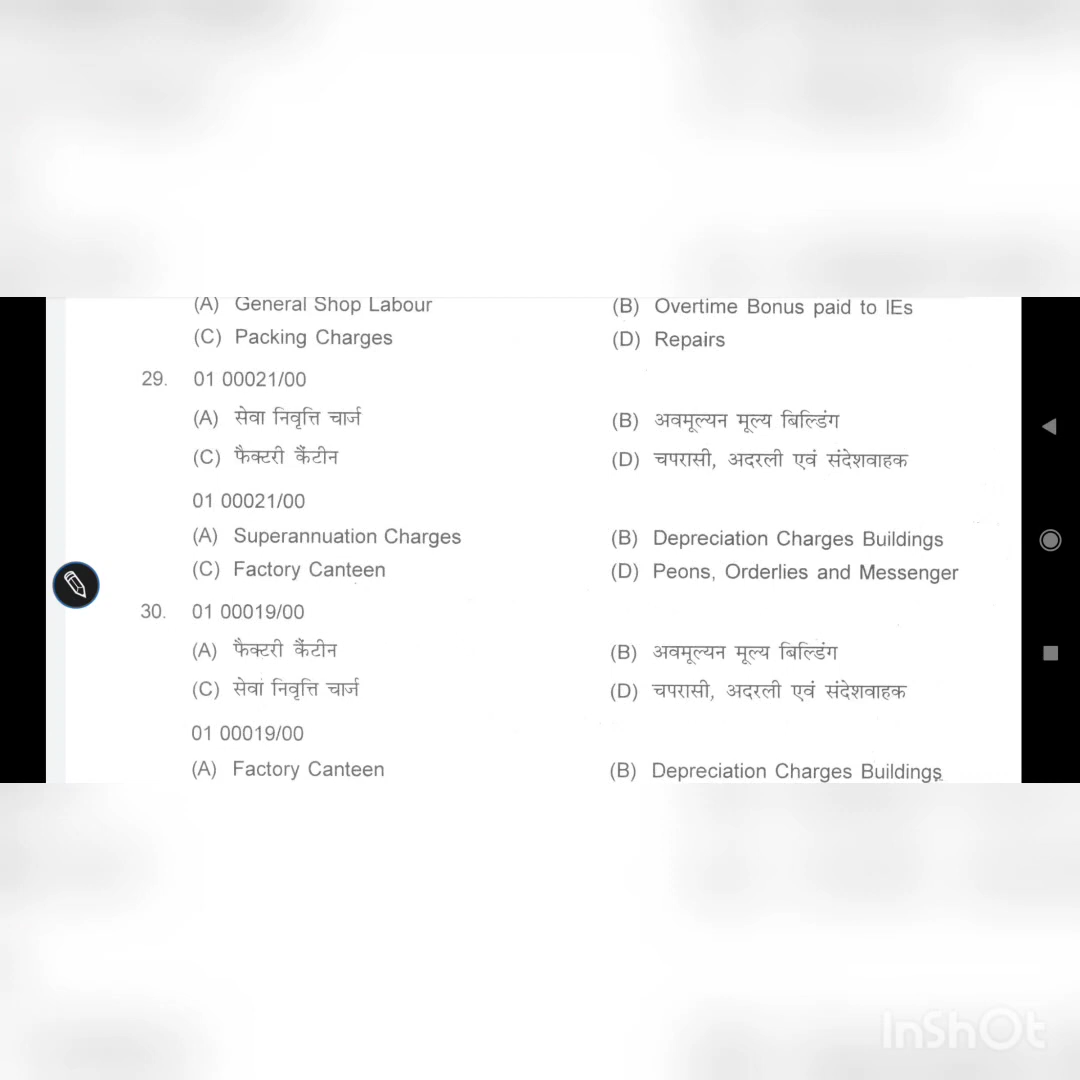 (A) General Shop Labour (B) Overtime Bonus paid to IEs
(C) Packing Charges (D) Repairs
29. 01 00021/00
(A) सेवा निवृत्ति चार्ज (B) अवमूल्यन मूल्य बिल्डिंग
(C) फैक्टरी कैंटीन (D) चपरासी, अदरली एवं संदेशवाहक
01 00021/00
(A) Superannuation Charges (B) Depreciation Charges Buildings
(C) Factory Canteen (D) Peons, Orderlies and Messenger
30. 01 00019/00
(A) फैक्टरी कैंटीन (B) अवमूल्यन मूल्य बिल्डिंग
(C) सेवा निवृत्ति चार्ज (D) चपरासी, अदरली एवं संदेशवाहक
01 00019/00
(A) Factory Canteen (B) Depreciation Charges Buildings
InShOt